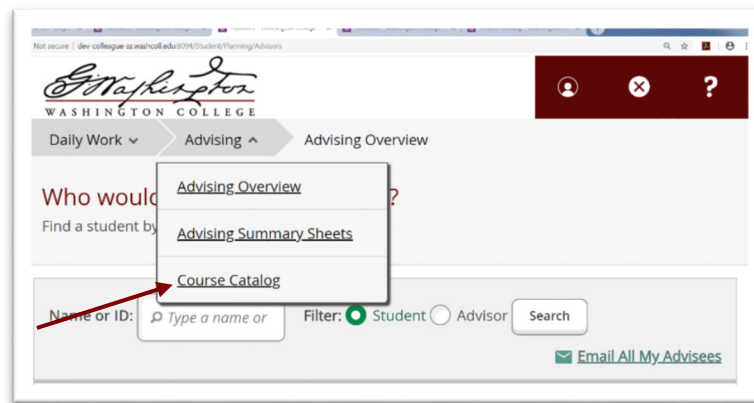 Not secure | dev-colleague-ss.washcoll.edu:8094/Student/Planning/Advisors
GWashington
WASHINGTON COLLEGE
?
Daily Work Advising Advising Overview
Advising Overview
Who would ?
Find a student by
Advising Summary Sheets
Course Catalog
Name or ID: Type a name or Filter: Student Advisor Search
Email All My Advisees